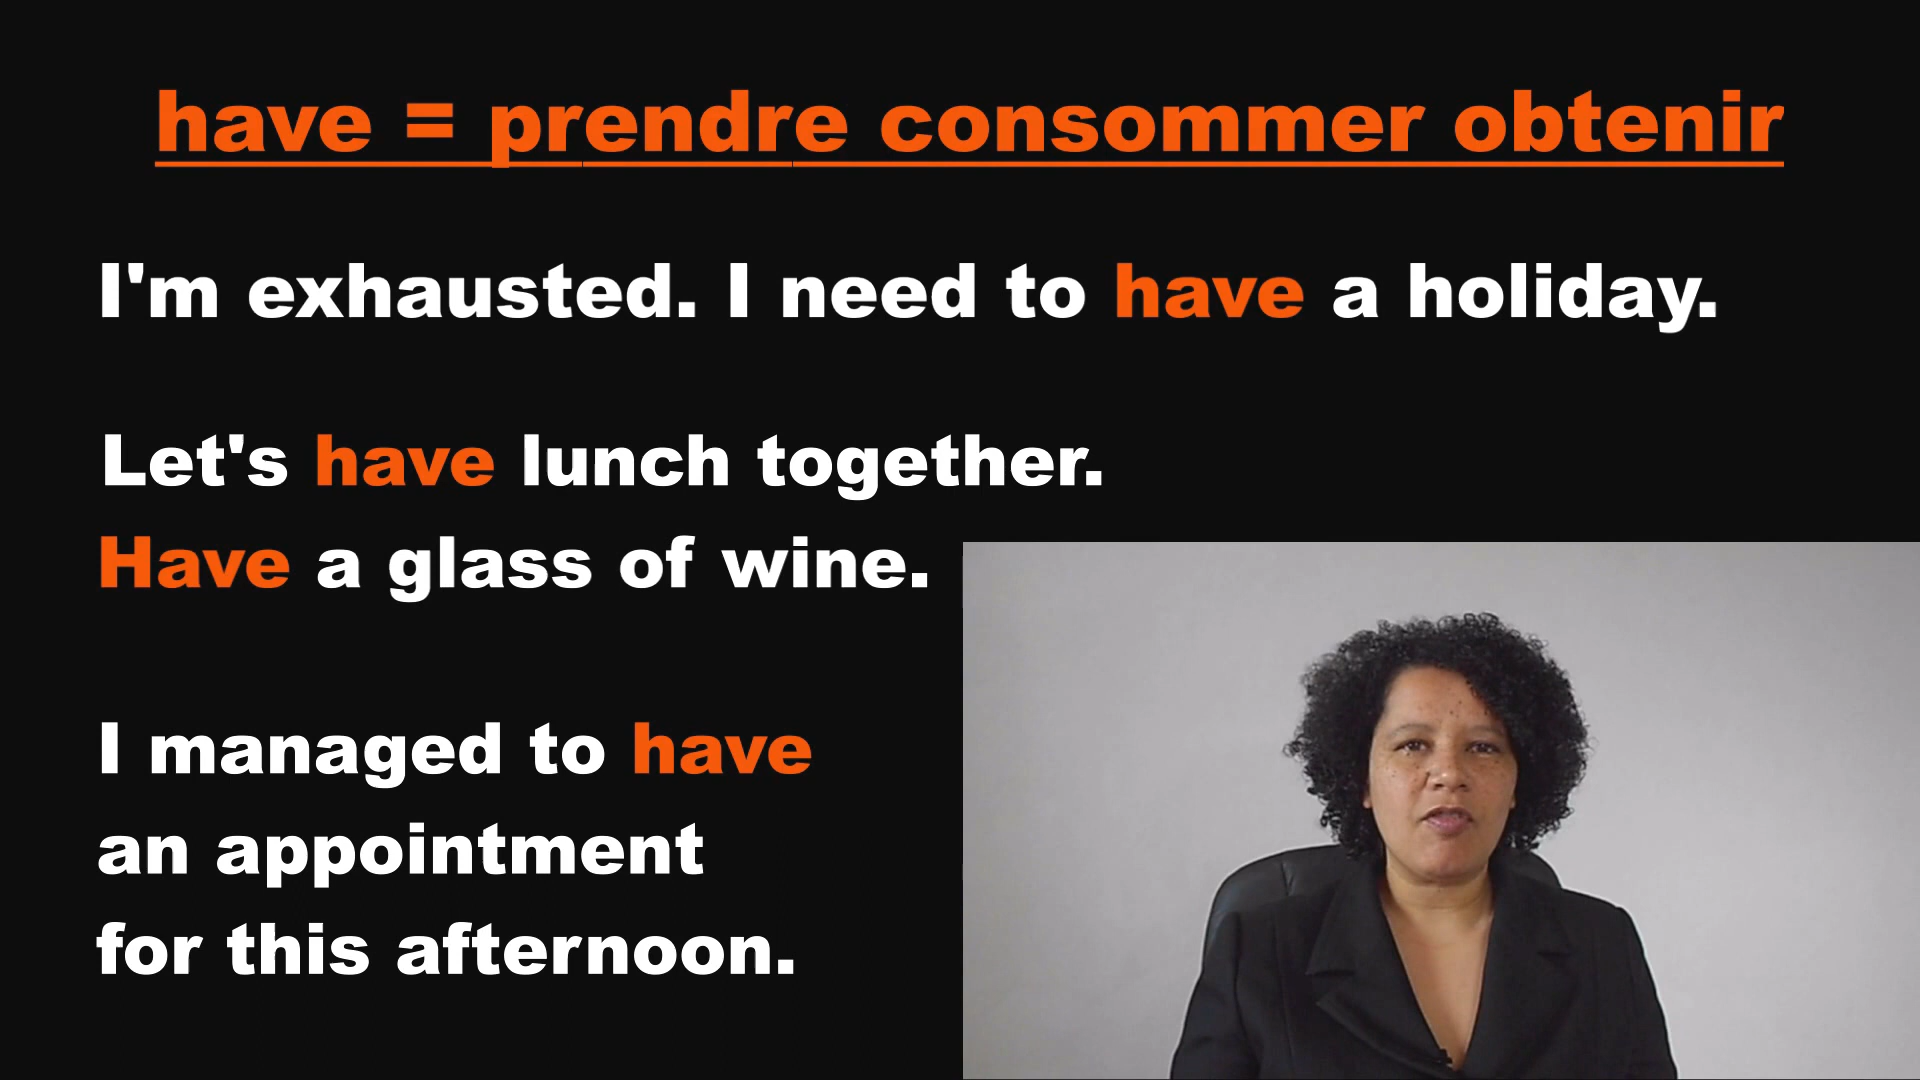 have = prendre consommer obtenir
I'm exhausted. I need to have a holiday.
Let's have lunch together.
Have a glass of wine.
I managed to have
an appointment
for this afternoon.